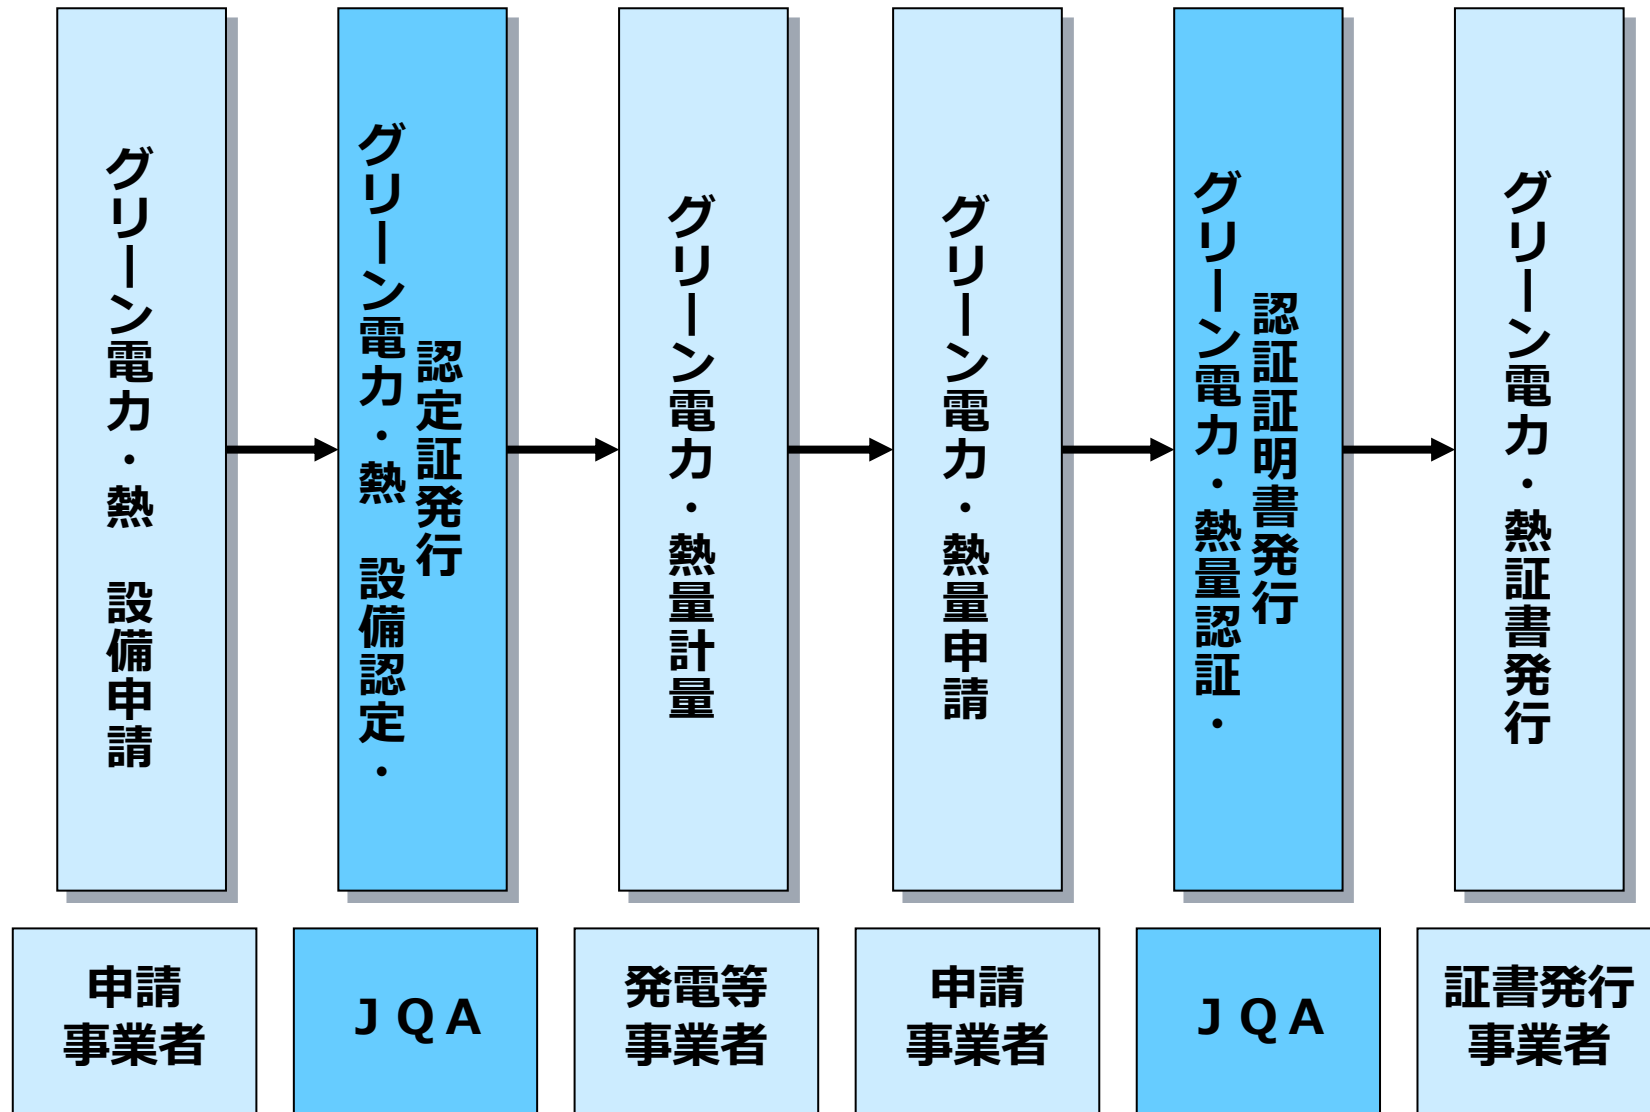 グリーン電力・熱　設備申請
グリーン電力・熱　設備認定・
認定証発行
グリーン電力・熱量計量
グリーン電力・熱量申請
グリーン電力・熱量認証・
認証証明書発行
グリーン電力・熱証書発行
申請
事業者
ＪＱＡ
発電等
事業者
申請
事業者
ＪＱＡ
証書発行
事業者